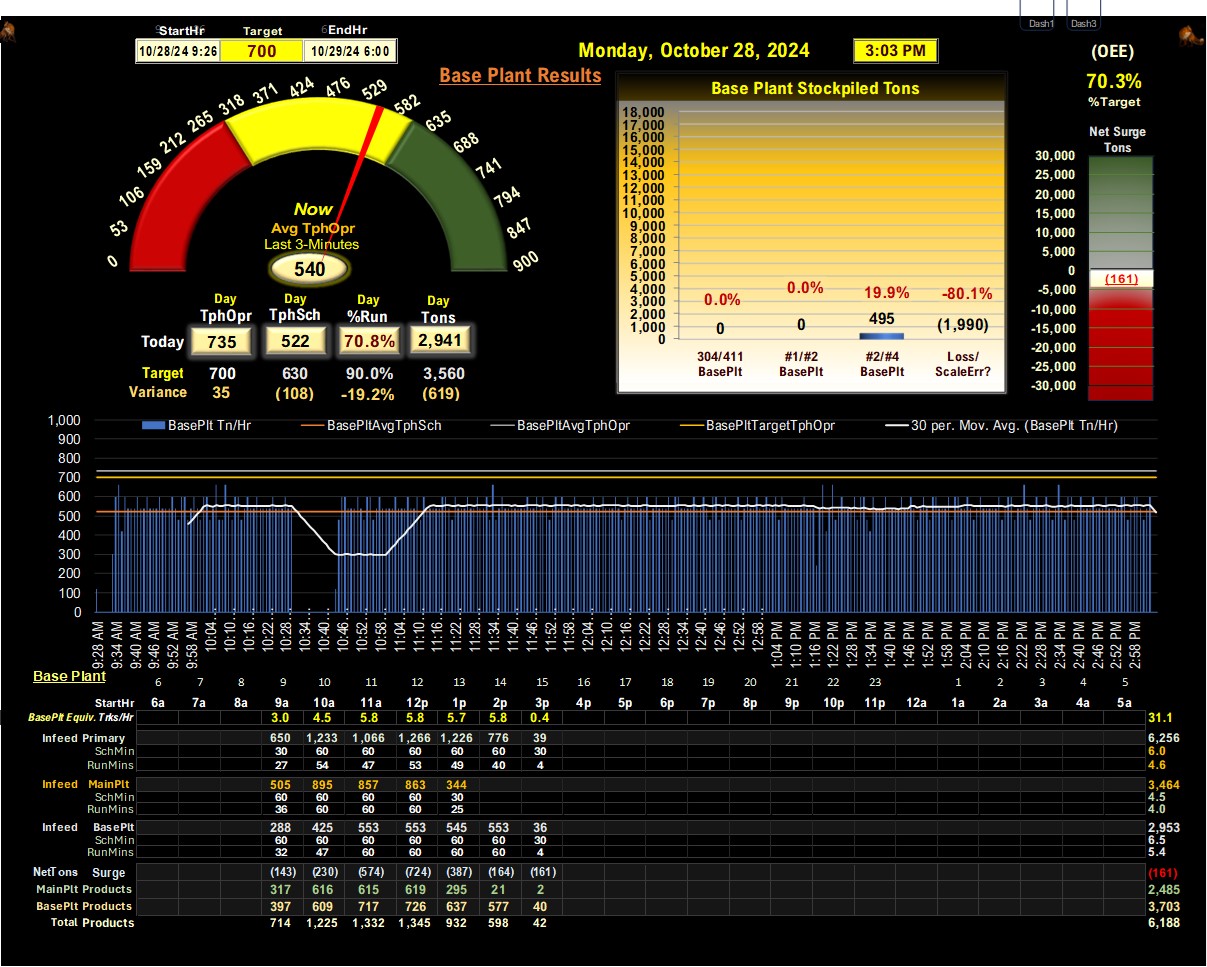 Dash1 Dash3
StartHr Target EndHr
10/28/24 9:26 700 10/29/24 6:00
Monday, October 28, 2024 3:03 PM
(OEE)
70.3%
%Target
Base Plant Results
0 53 106 159 212 265 318 371 424 476 529 582 635 688 741 794 847 900
Now
Avg TphOpr
Last 3-Minutes
540
Base Plant Stockpiled Tons
18,000
17,000
16,000
15,000
14,000
13,000
12,000
11,000
10,000
9,000
8,000
7,000
6,000
5,000
4,000
3,000
2,000
1,000
0
0.0% 0.0% 19.9% -80.1%
0 0 495 (1,990)
304/411 #1/#2 #2/#4 Loss/
BasePlt BasePlt BasePlt ScaleErr?
Net Surge
Tons
30,000
25,000
20,000
15,000
10,000
5,000
0
(161)
-5,000
-10,000
-15,000
-20,000
-25,000
-30,000
Day Day Day Day
TphOpr TphSch %Run Tons
Today 735 522 70.8% 2,941
Target 700 630 90.0% 3,560
Variance 35 (108) -19.2% (619)
BasePlt Tn/Hr BasePltAvgTphSch BasePltAvgTphOpr BasePltTargetTphOpr 30 per. Mov. Avg. (BasePlt Tn/Hr)
1,000
900
800
700
600
500
400
300
200
100
0
9:28 AM 9:34 AM 9:40 AM 9:46 AM 9:52 AM 9:58 AM 10:04… 10:10… 10:16… 10:22… 10:28… 10:34… 10:40… 10:46… 10:52… 10:58… 11:04… 11:10… 11:16… 11:22… 11:28… 11:34… 11:40… 11:46… 11:52… 11:58… 12:04… 12:10… 12:16… 12:22… 12:28… 12:34… 12:40… 12:46… 12:52… 12:58… 1:04 PM 1:10 PM 1:16 PM 1:22 PM 1:28 PM 1:34 PM 1:40 PM 1:46 PM 1:52 PM 1:58 PM 2:04 PM 2:10 PM 2:16 PM 2:22 PM 2:28 PM 2:34 PM 2:40 PM 2:46 PM 2:52 PM 2:58 PM
Base Plant
6 7 8 9 10 11 12 13 14 15 16 17 18 19 20 21 22 23 1 2 3 4 5
StartHr 6a 7a 8a 9a 10a 11a 12p 1p 2p 3p 4p 5p 6p 7p 8p 9p 10p 11p 12a 1a 2a 3a 4a 5a
BasePlt Equiv. Trks/Hr 3.0 4.5 5.8 5.8 5.7 5.8 0.4 31.1
Infeed Primary 650 1,233 1,066 1,266 1,226 776 39 6,256
SchMin 30 60 60 60 60 60 30 6.0
RunMins 27 54 47 53 49 40 4 4.6
Infeed MainPlt 505 895 857 863 344 3,464
SchMin 60 60 60 60 30 4.5
RunMins 36 60 60 60 25 4.0
Infeed BasePlt 288 425 553 553 545 553 36 2,953
SchMin 60 60 60 60 60 60 30 6.5
RunMins 32 47 60 60 60 60 4 5.4
NetTons Surge (143) (230) (574) (724) (387) (164) (161) (161)
MainPlt Products 317 616 615 619 295 21 2 2,485
BasePlt Products 397 609 717 726 637 577 40 3,703
Total Products 714 1,225 1,332 1,345 932 598 42 6,188